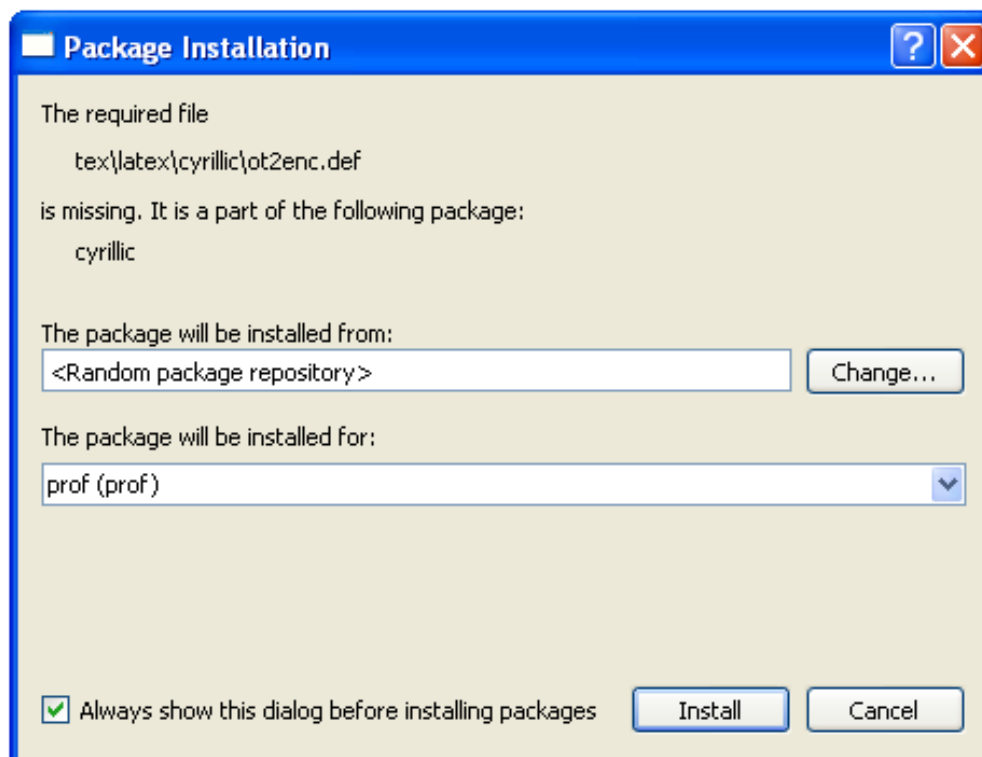 Package Installation
The required file
tex\latex\cyrillic\ot2enc.def
is missing. It is a part of the following package:
cyrillic
The package will be installed from:
<Random package repository>
Change...
The package will be installed for:
prof (prof)
Always show this dialog before installing packages
Install
Cancel